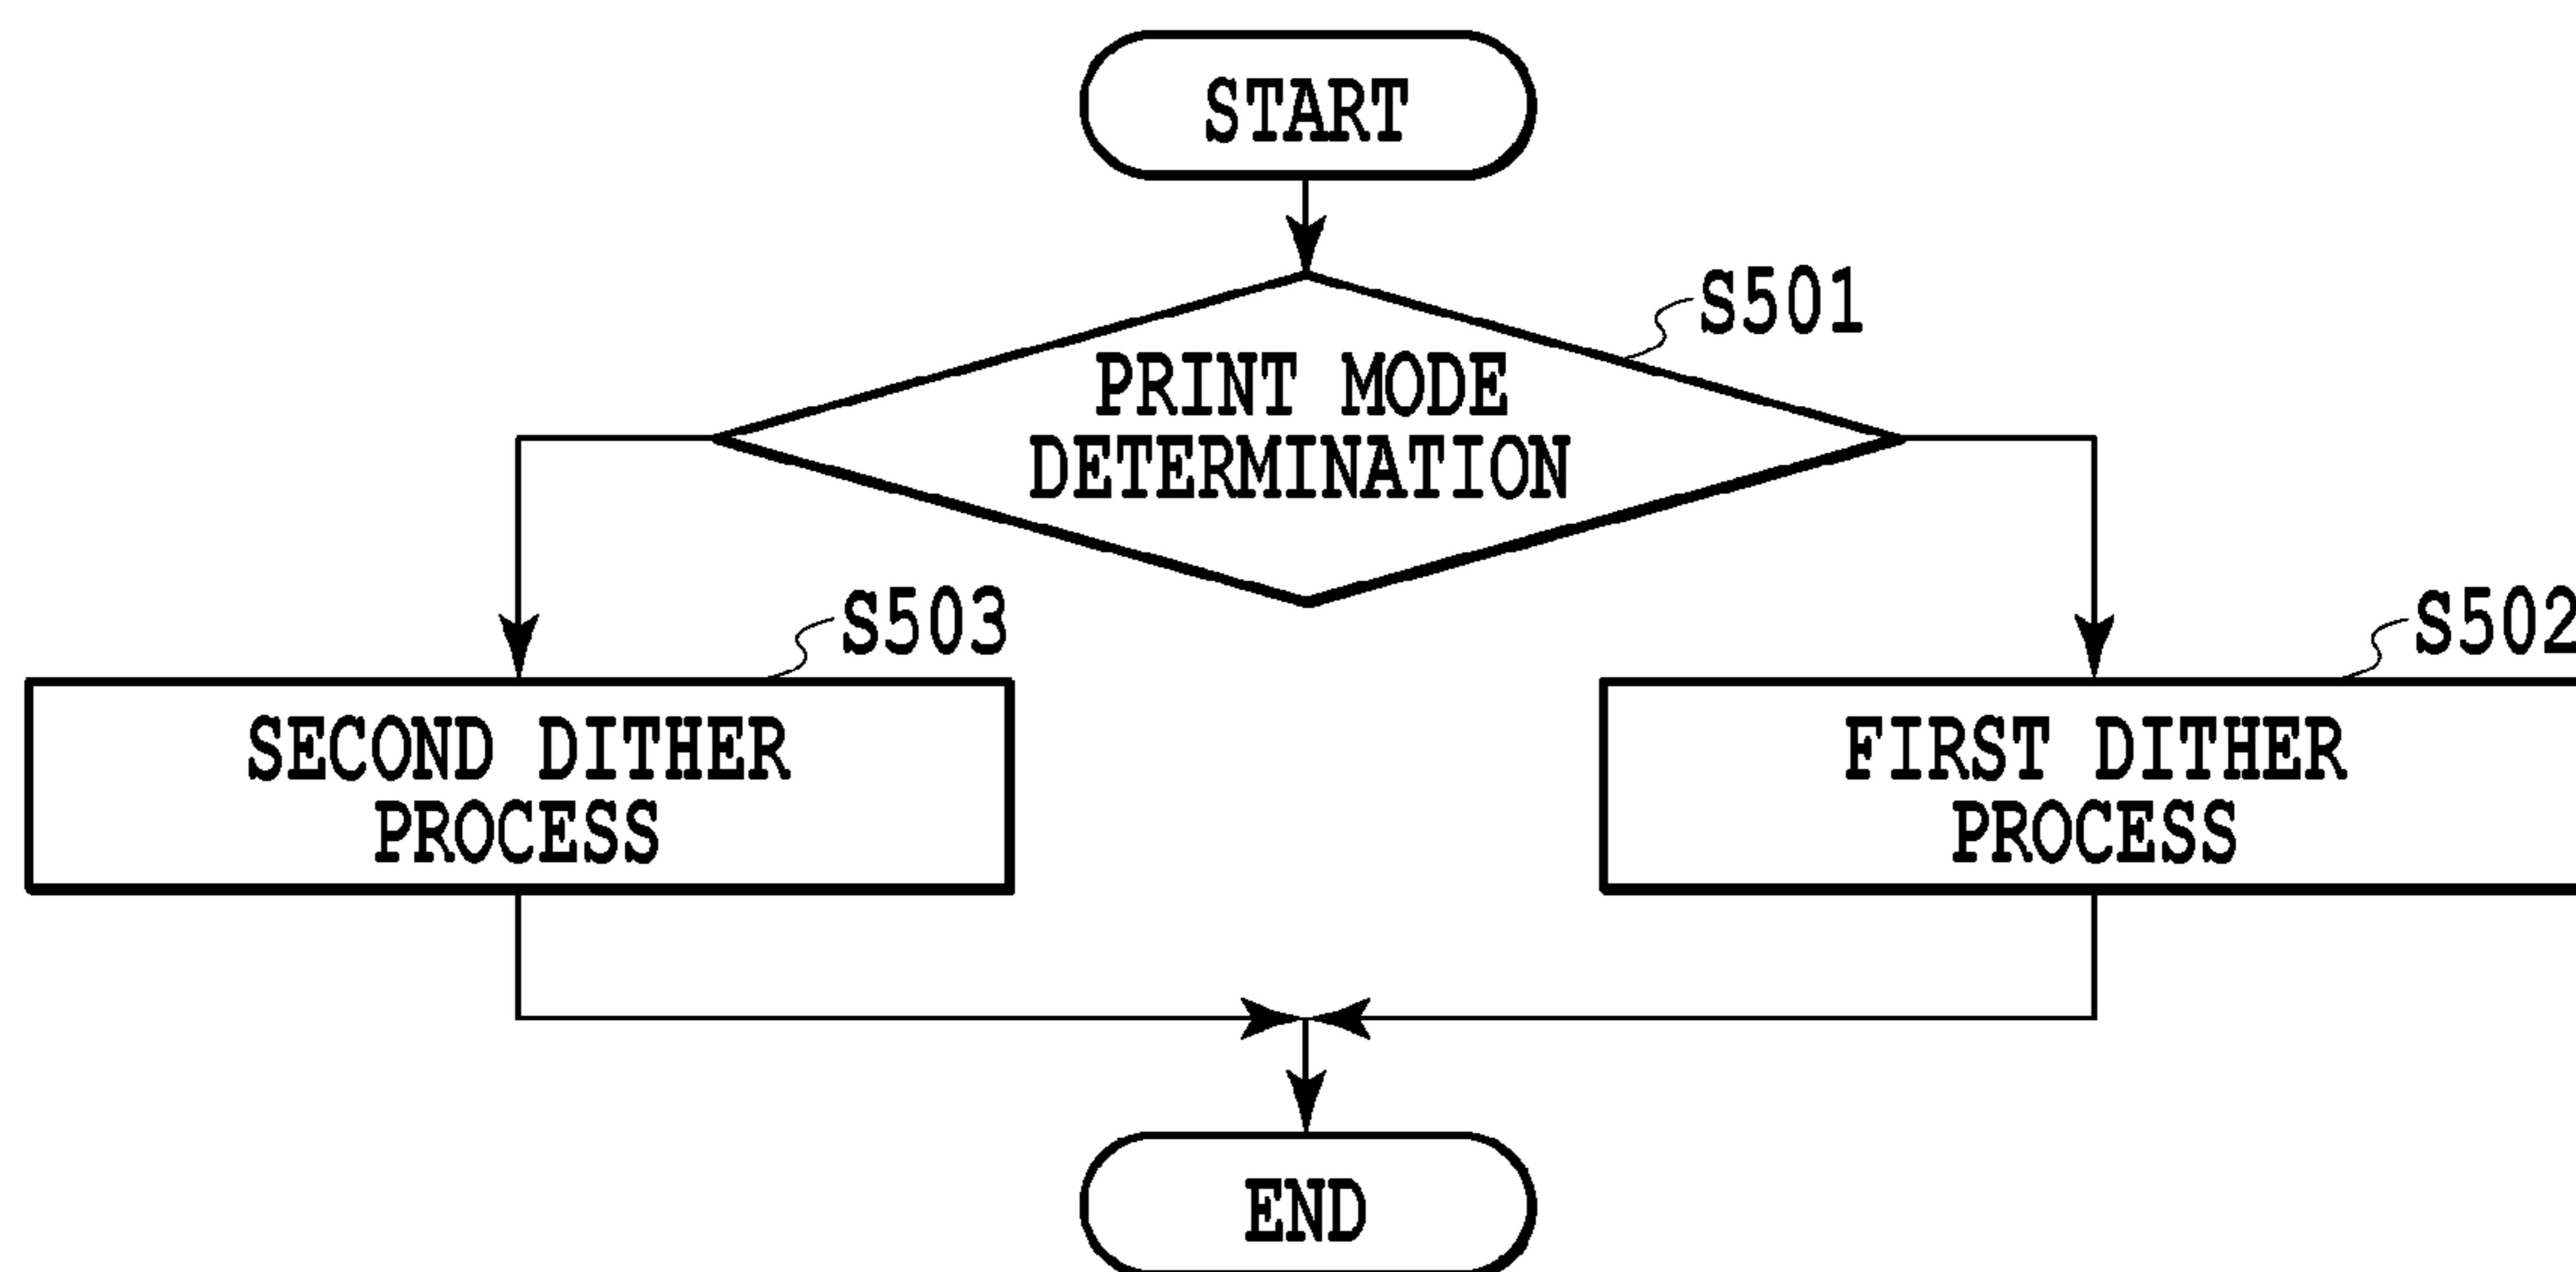 START
S501
PRINT MODE
DETERMINATION
S503
S502
SECOND DITHER
PROCESS
FIRST DITHER
PROCESS
END